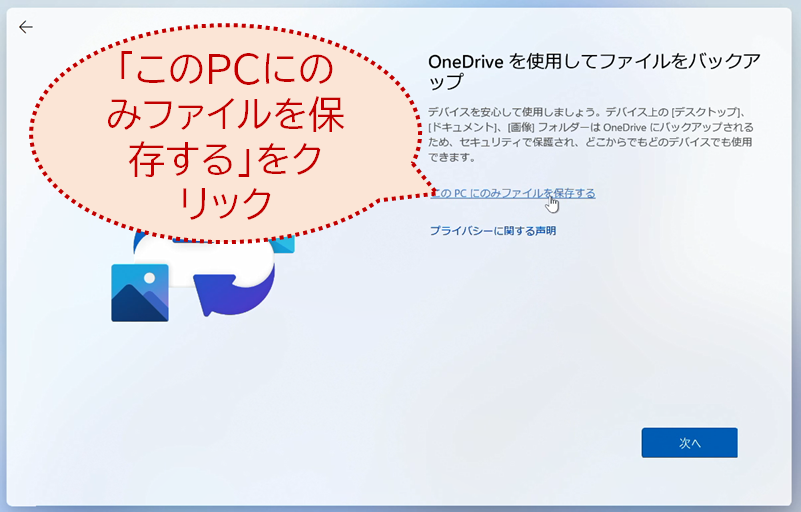 「このPCにの
みファイルを保
存する」をク
リック
OneDrive を使用してファイルをバックア
ップ
デバイスを安心して使用しましょう。デバイス上の [デスクトップ]、
[ドキュメント]、[画像] フォルダーは OneDrive にバックアップされる
ため、セキュリティで保護され、どこからでもどのデバイスでも使用
できます。
この PC にのみファイルを保存する
プライバシーに関する声明
次へ